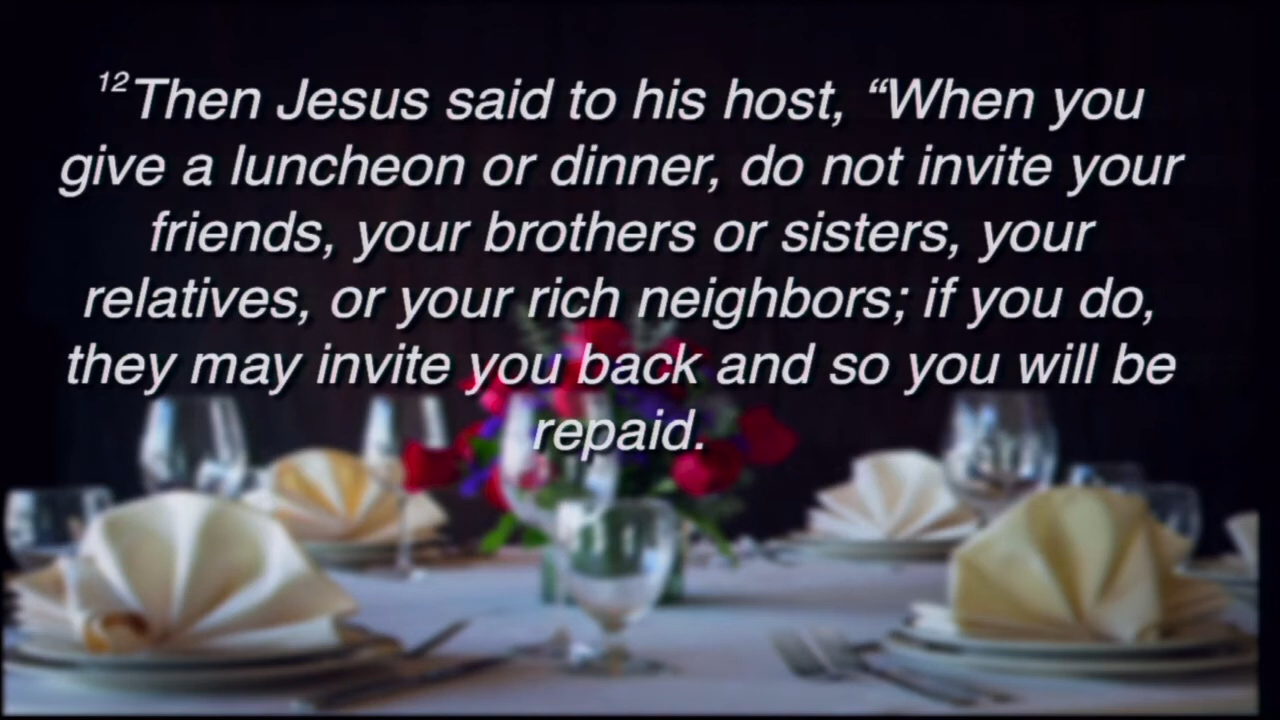 12Then Jesus said to his host, “When you
give a luncheon or dinner, do not invite your
friends, your brothers or sisters, your
relatives, or your rich neighbors; if you do,
they may invite you back and so you will be
repaid.